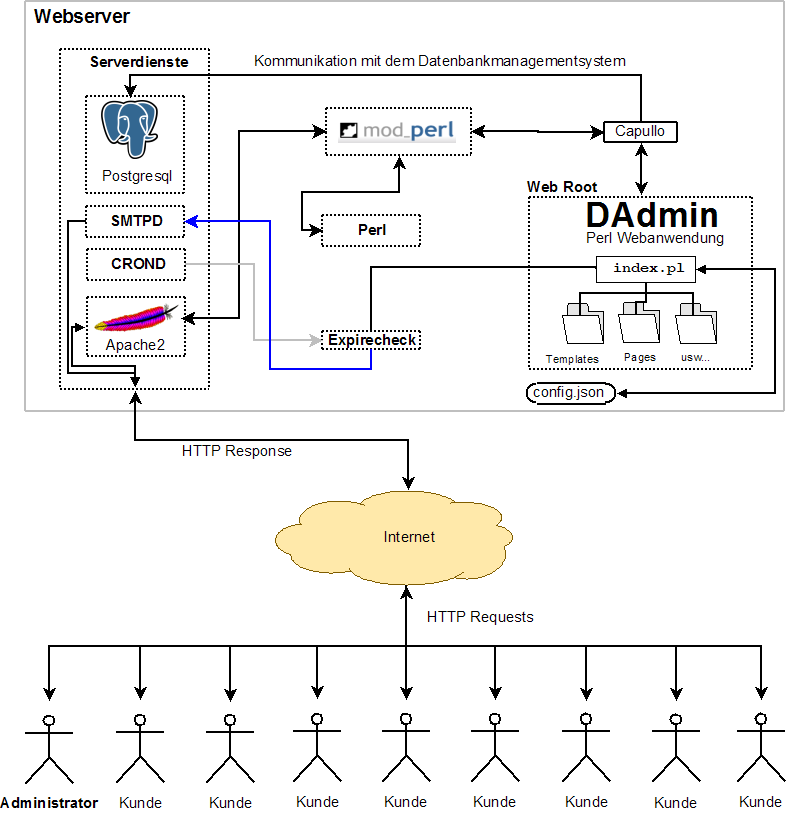 Webserver
Serverdienste
Kommunikation mit dem Datenbankmanagementsystem
Postgresql
mod_perl
Capullo
Web Root
DAdmin
Perl Webanwendung
SMTPD
Perl
CROND
index.pl
Apache2
Expirecheck
Templates
Pages
usw...
config.json
HTTP Response
Internet
HTTP Requests
Administrator
Kunde
Kunde
Kunde
Kunde
Kunde
Kunde
Kunde
Kunde